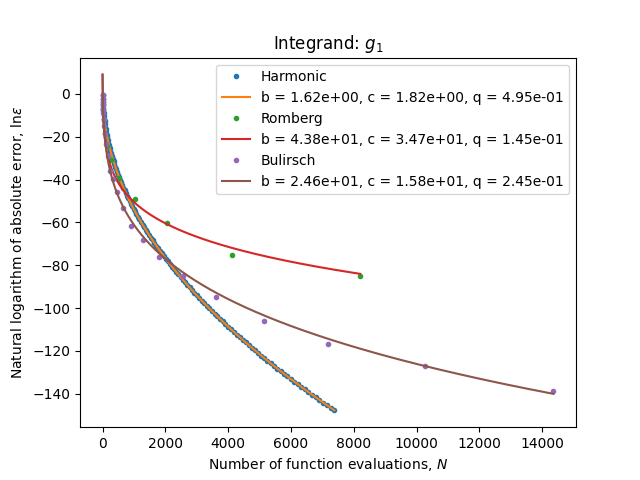 Integrand: g₁
Harmonic
b = 1.62e+00, c = 1.82e+00, q = 4.95e-01
Romberg
b = 4.38e+01, c = 3.47e+01, q = 1.45e-01
Bulirsch
b = 2.46e+01, c = 1.58e+01, q = 2.45e-01
Natural logarithm of absolute error, lnε
0
−20
−40
−60
−80
−100
−120
−140
0 2000 4000 6000 8000 10000 12000 14000
Number of function evaluations, N